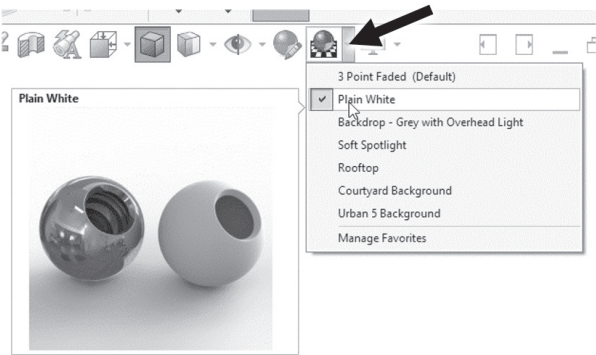 3 Point Faded (Default)
Plain White
Plain White
Backdrop - Grey with Overhead Light
Soft Spotlight
Rooftop
Courtyard Background
Urban 5 Background
Manage Favorites